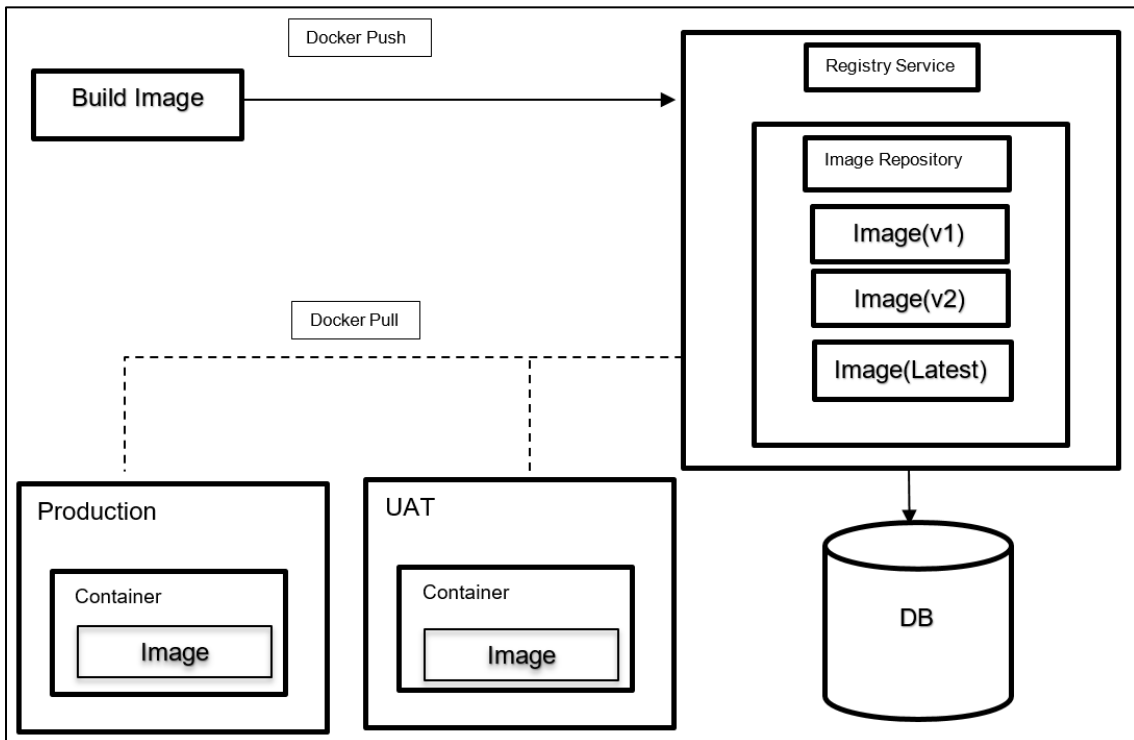 Docker Push
Build Image
Registry Service
Image Repository
Image(v1)
Image(v2)
Image(Latest)
Docker Pull
Production
Container
Image
UAT
Container
Image
DB